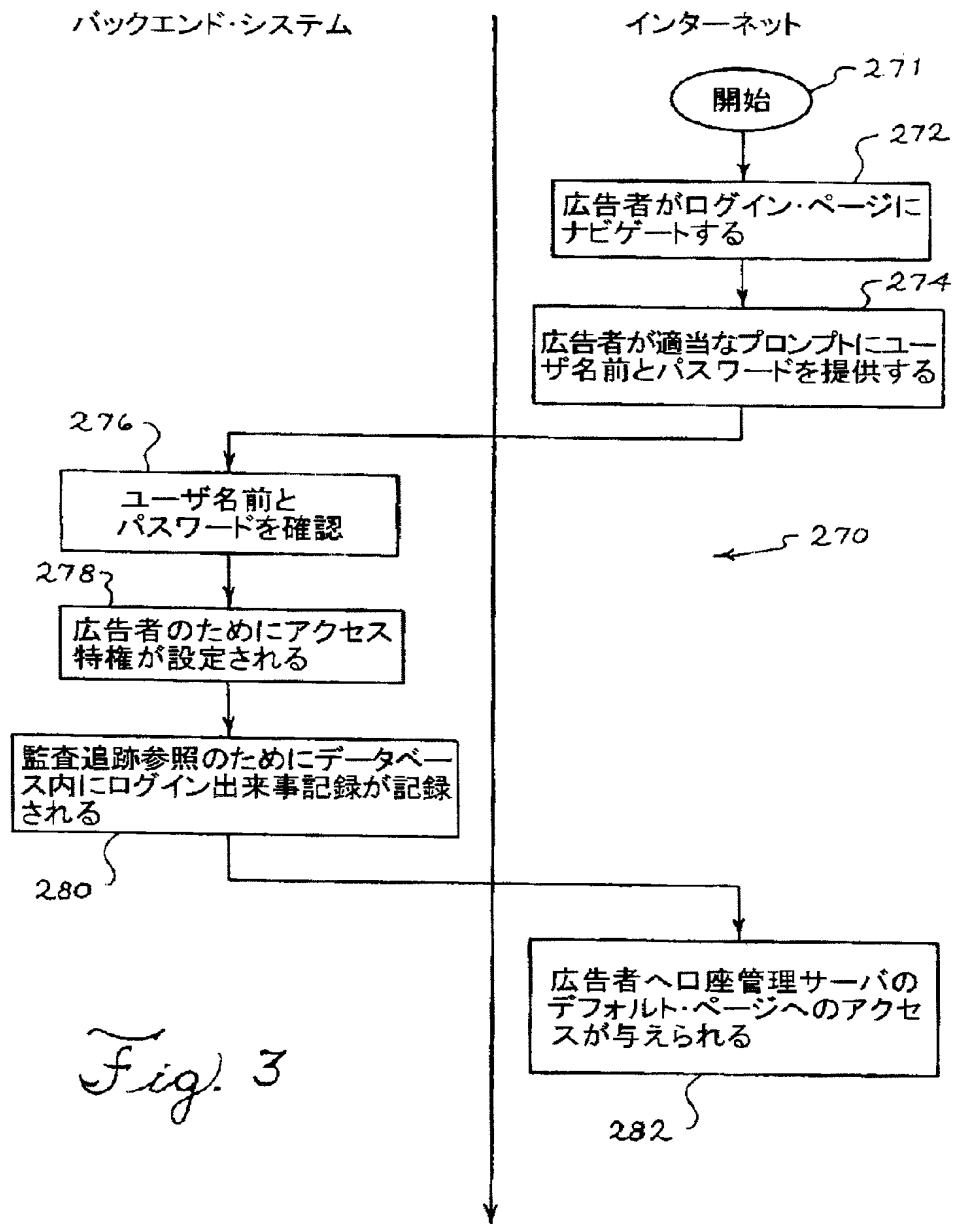 バックエンド・システム
インターネット
271
開始
272
広告者がログイン・ページに
ナビゲートする
274
広告者が適当なプロンプトにユー
ザ名前とパスワードを提供する
276
ユーザ名前と
パスワードを確認
270
278
広告者のためにアクセス
特権が設定される
監査追跡参照のためにデータベー
ス内にログイン出来事記録が記録
される
280
広告者へ口座管理サーバの
デフォルト・ページへのアクセ
スが与えられる
282
Fig. 3